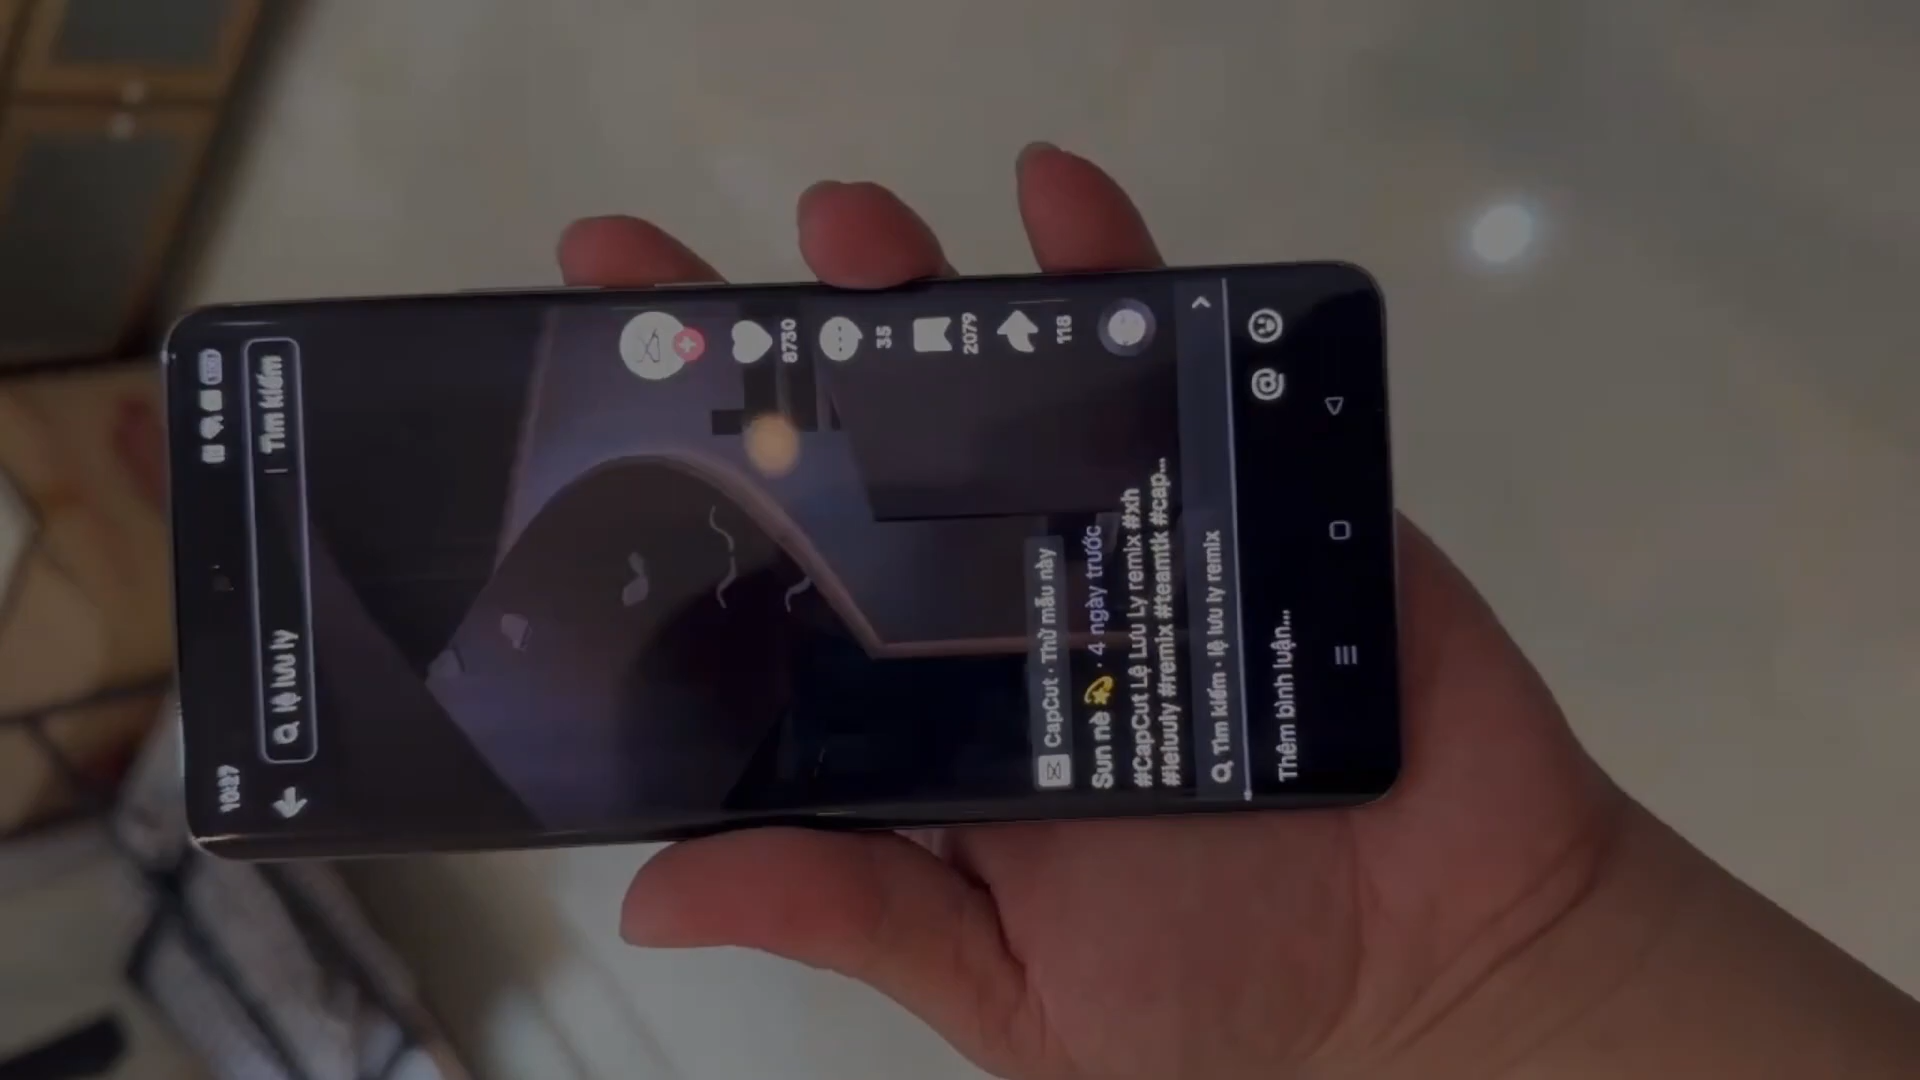 10:27
lệ lưu ly
Tìm kiếm
8730
35
2079
118
CapCut · Thử mẫu này
Sun nè 💫 · 4 ngày trước
#CapCut Lệ Lưu Ly remix #xh
#leluuly #remix #teamtk #cap...
Tìm kiếm · lệ lưu ly remix
Thêm bình luận...
@